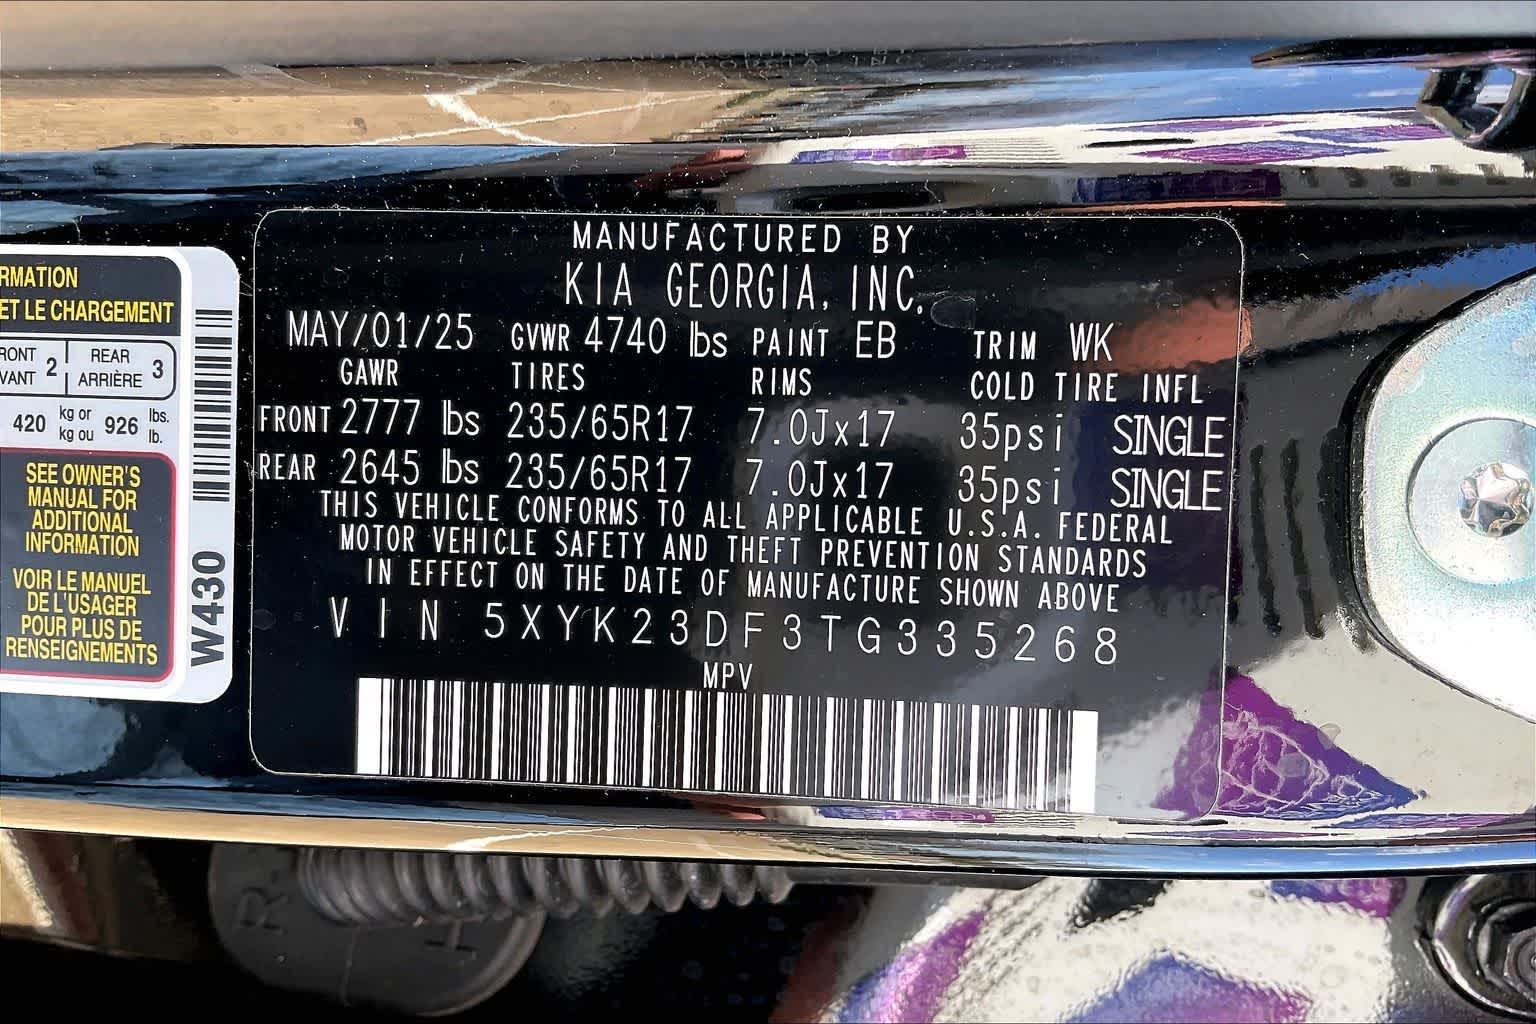 MANUFACTURED BY
KIA GEORGIA, INC.
MAY/01/25 GVWR 4740 lbs PAINT EB TRIM WK
GAWR TIRES RIMS COLD TIRE INFL
FRONT 2777 lbs 235/65R17 7.0Jx17 35psi SINGLE
REAR 2645 lbs 235/65R17 7.0Jx17 35psi SINGLE
THIS VEHICLE CONFORMS TO ALL APPLICABLE U.S.A. FEDERAL
MOTOR VEHICLE SAFETY AND THEFT PREVENTION STANDARDS
IN EFFECT ON THE DATE OF MANUFACTURE SHOWN ABOVE
VIN 5XYK23DF3TG335268
MPV
RMATION
ET LE CHARGEMENT
RONT 2 REAR 3
VANT ARRIÈRE
420 kg or 926 lbs.
kg ou lb.
SEE OWNER'S
MANUAL FOR
ADDITIONAL
INFORMATION
VOIR LE MANUEL
DE L'USAGER
POUR PLUS DE
RENSEIGNEMENTS
W430